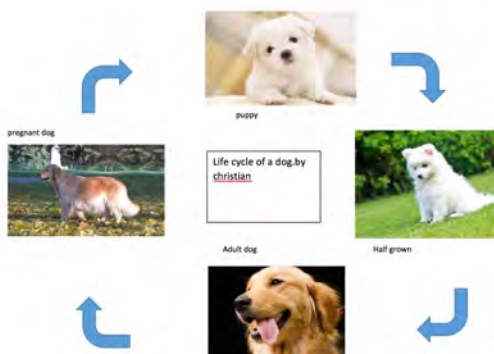 puppy
pregnant dog
Life cycle of a dog.by
christian
Adult dog
Half grown